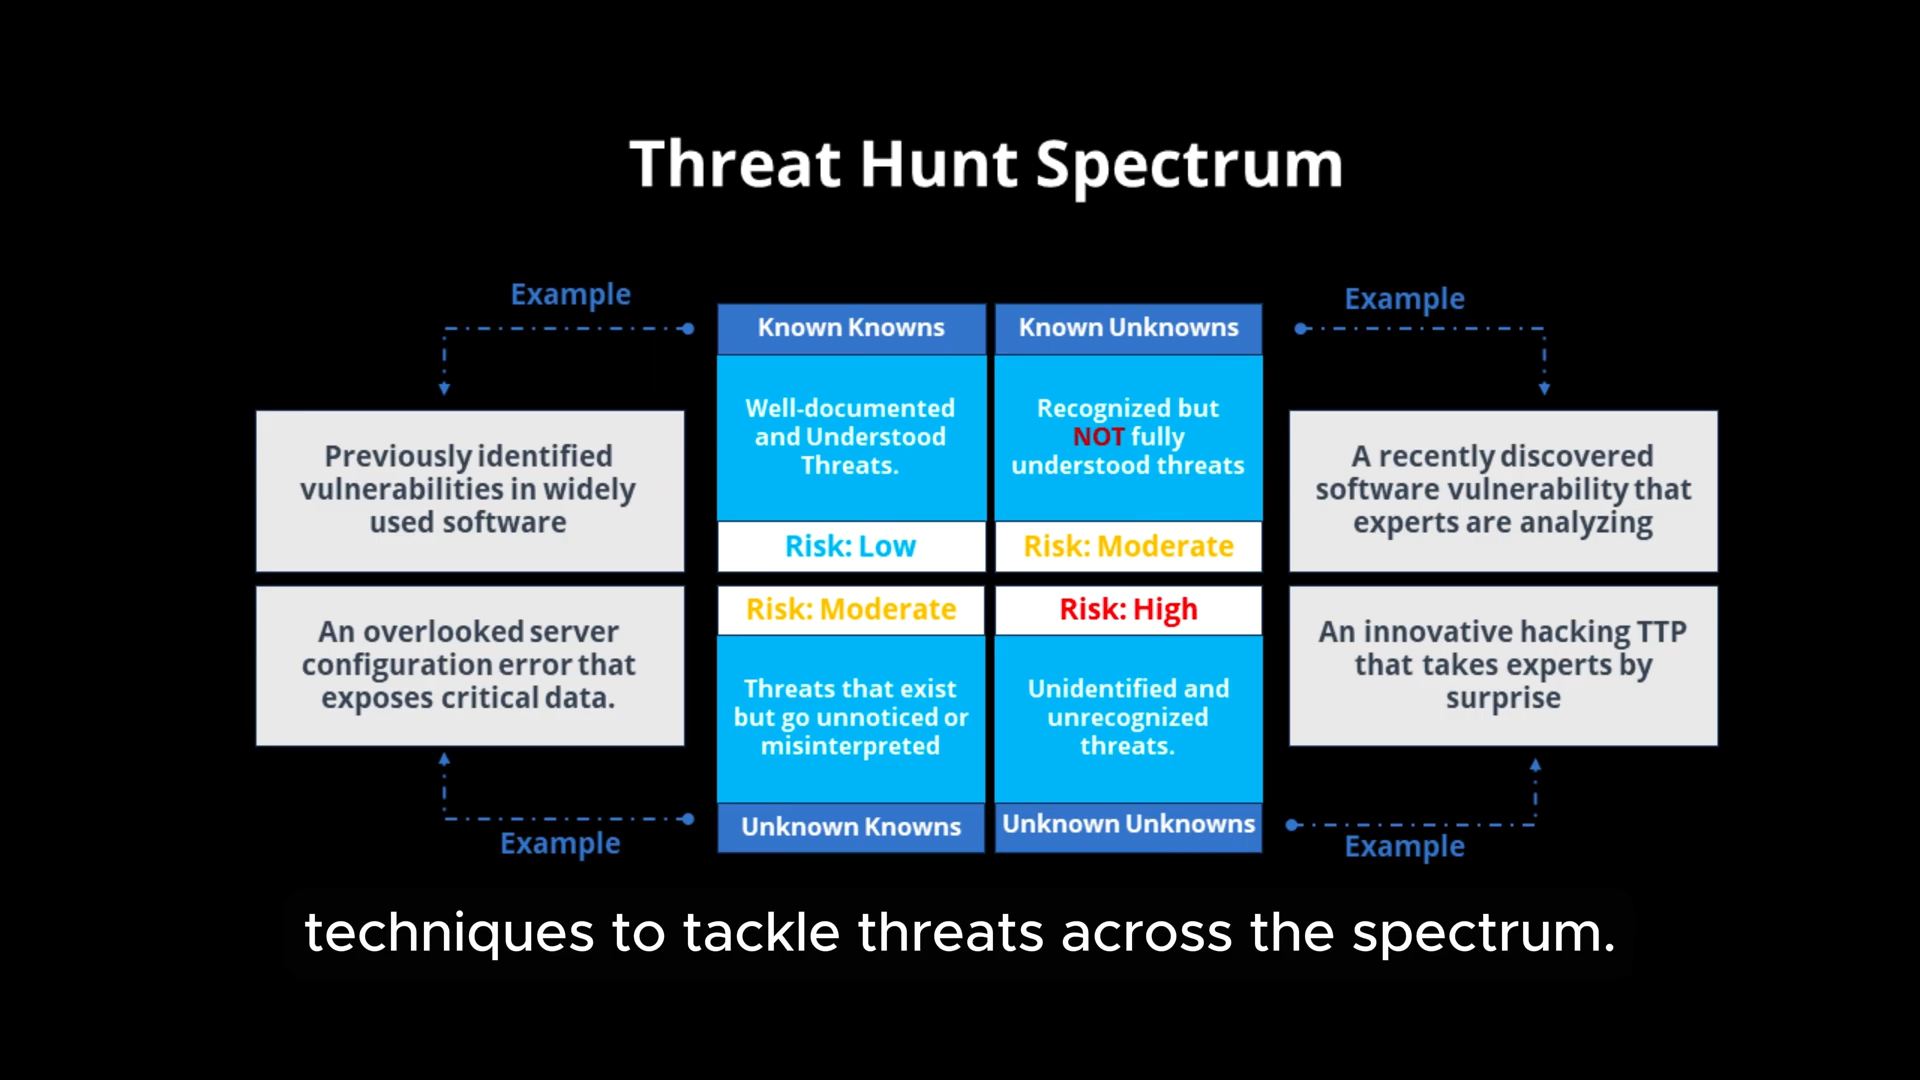 Threat Hunt Spectrum
Example
Example
Known Knowns
Known Unknowns
Previously identified
vulnerabilities in widely
used software
Well-documented
and Understood
Threats.
Recognized but
NOT fully
understood threats
A recently discovered
software vulnerability that
experts are analyzing
Risk: Low
Risk: Moderate
Risk: Moderate
Risk: High
An overlooked server
configuration error that
exposes critical data.
Threats that exist
but go unnoticed or
misinterpreted
Unidentified and
unrecognized
threats.
An innovative hacking TTP
that takes experts by
surprise
Unknown Knowns
Unknown Unknowns
Example
Example
techniques to tackle threats across the spectrum.